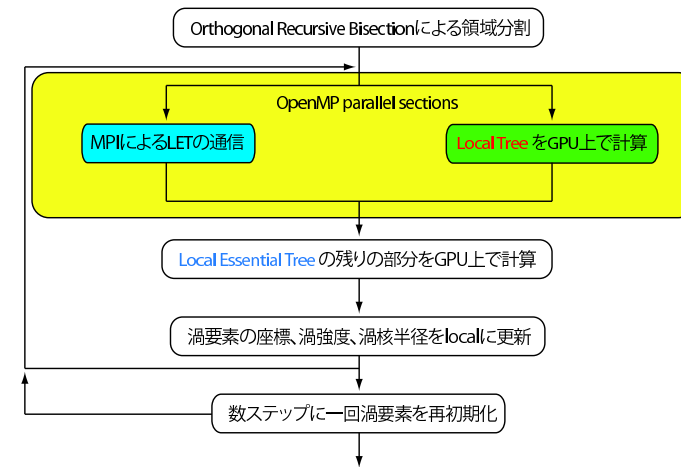 Orthogonal Recursive Bisectionによる領域分割
OpenMP parallel sections
MPIによるLETの通信
Local Tree をGPU上で計算
Local Essential Tree の残りの部分をGPU上で計算
渦要素の座標、渦強度、渦核半径をlocalに更新
数ステップに一回渦要素を再初期化